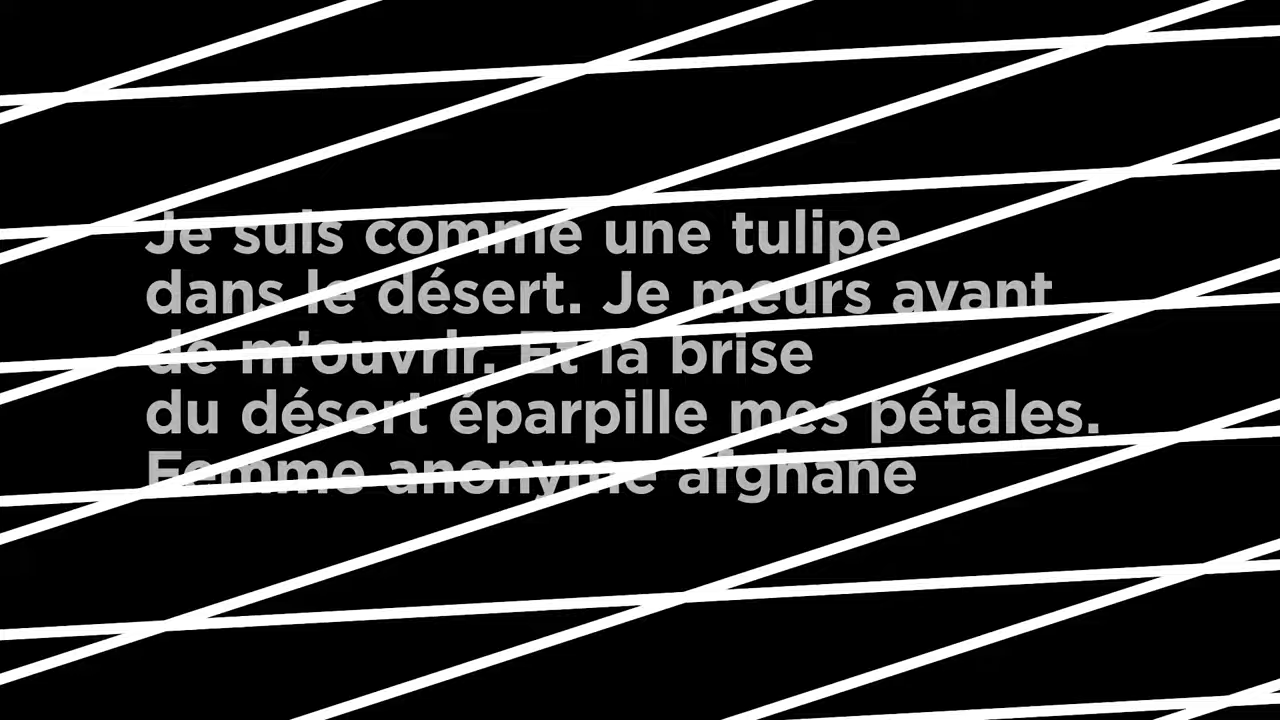 Je suis comme une tulipe
dans le désert. Je meurs avant
de m’ouvrir. Et la brise
du désert éparpille mes pétales.
Femme anonyme afghane